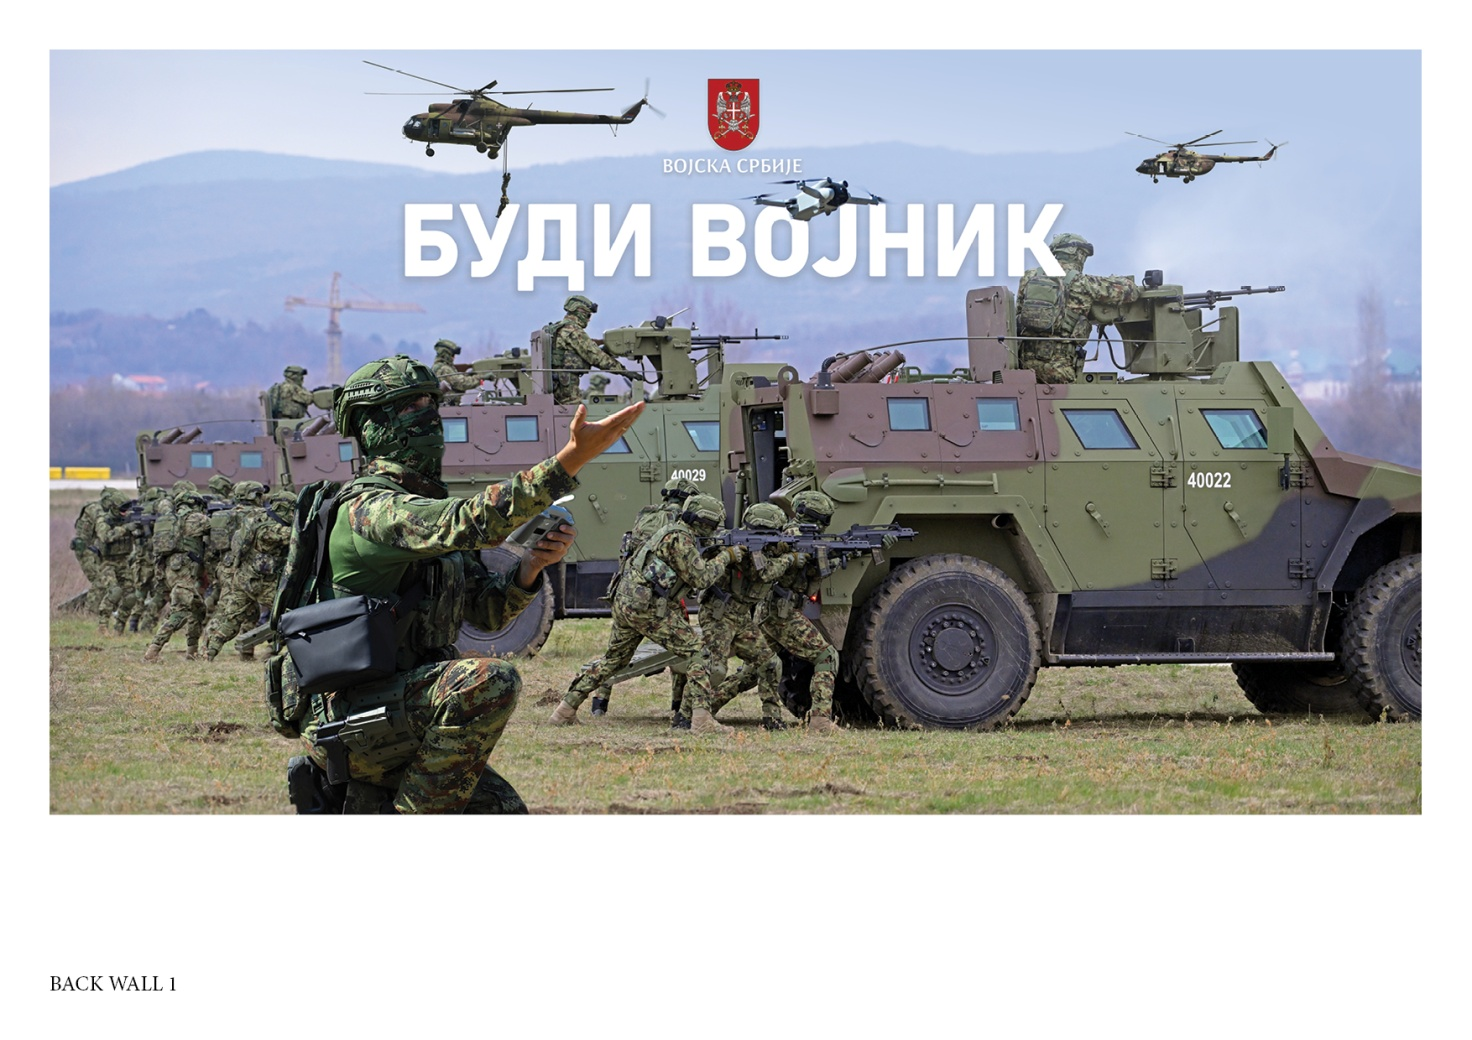 ВОЈСКА СРБИЈЕ
БУДИ ВОЈНИК
40029
40022
BACK WALL 1